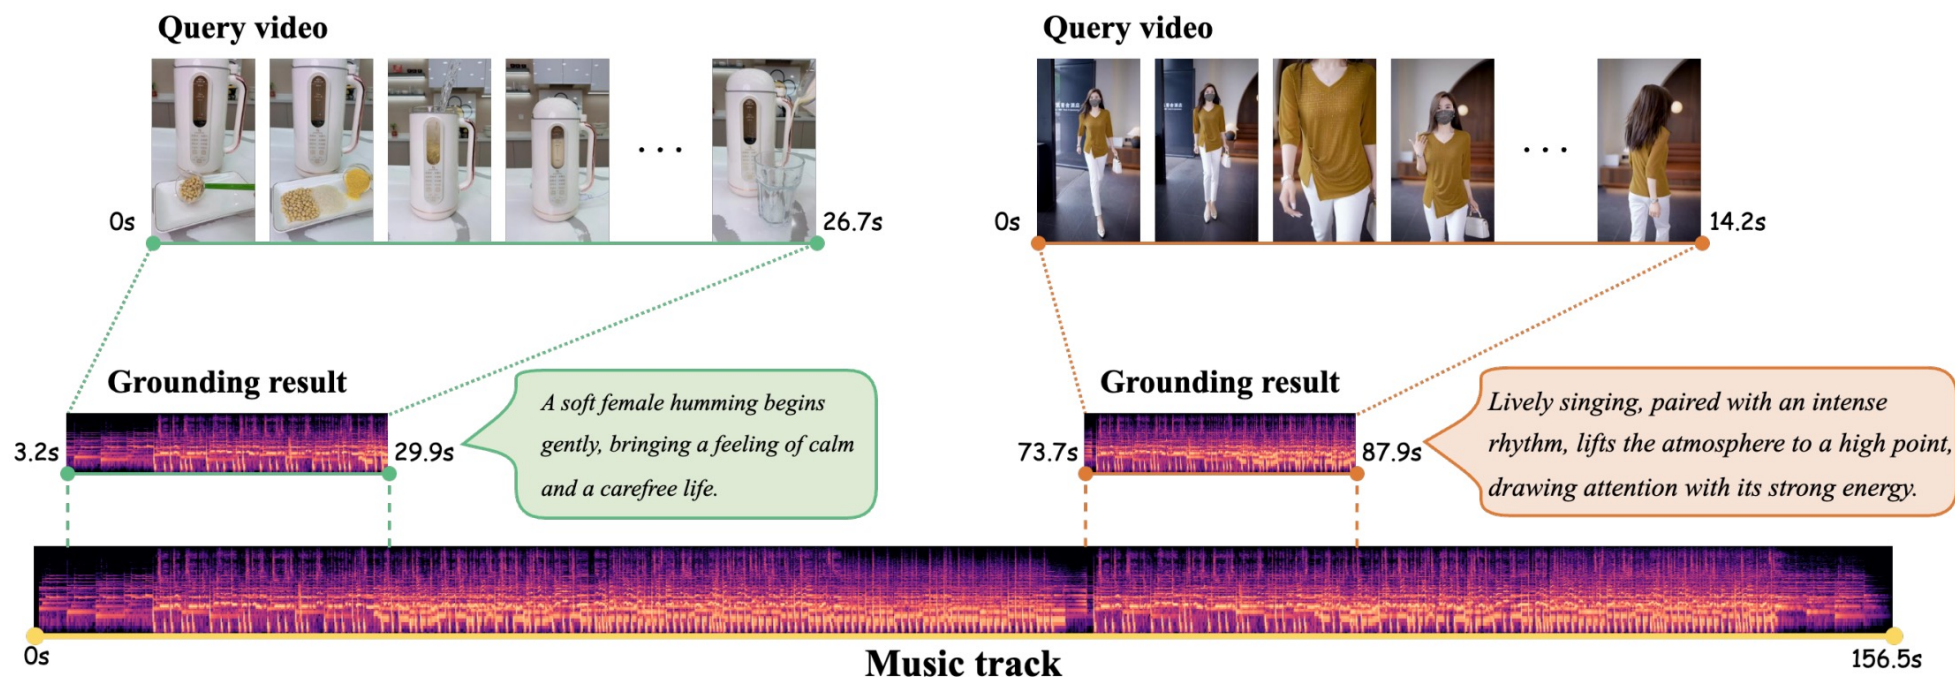 Query video
0s
26.7s
Grounding result
3.2s
29.9s
A soft female humming begins
gently, bringing a feeling of calm
and a carefree life.
Query video
0s
14.2s
Grounding result
73.7s
87.9s
Lively singing, paired with an intense
rhythm, lifts the atmosphere to a high point,
drawing attention with its strong energy.
0s
Music track
156.5s